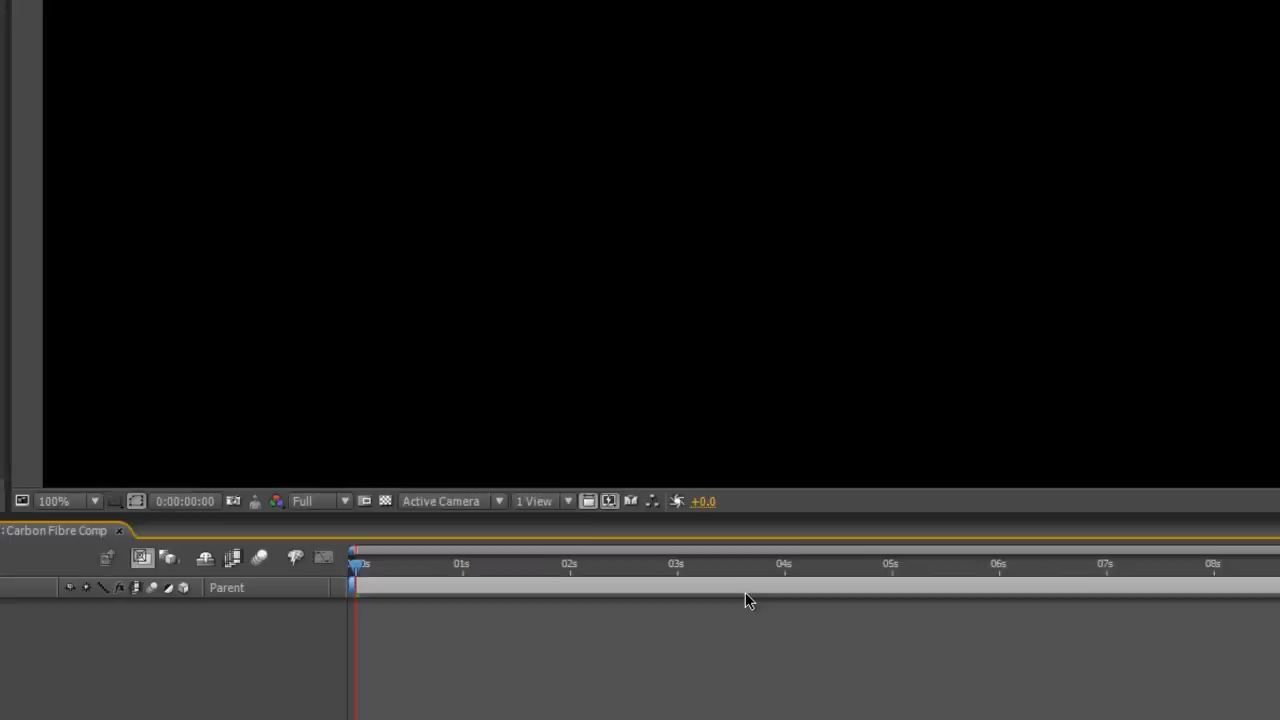 100% 0:00:00:00 Full Active Camera 1 View +0.0
Carbon Fibre Comp
01s 02s 03s 04s 05s 06s 07s 08s
Parent